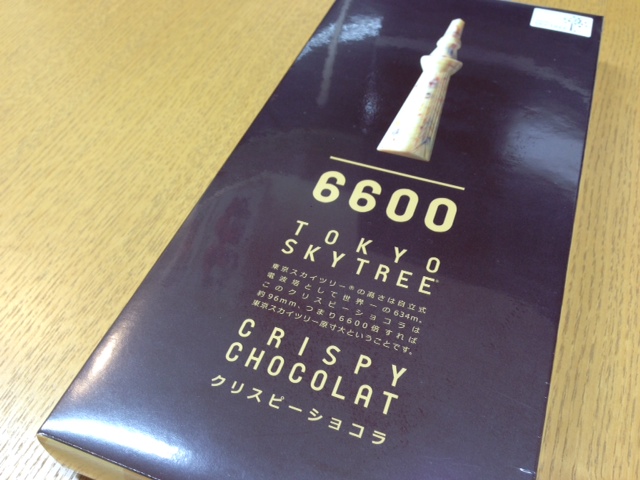 6600
TOKYO
SKYTREE®
東京スカイツリー®の高さは自立式
電波塔として世界一の634m。
このクリスピーショコラは
約96mm、つまり6600倍すれば
東京スカイツリー原寸大ということです。
CRISPY
CHOCOLAT
クリスピーショコラ